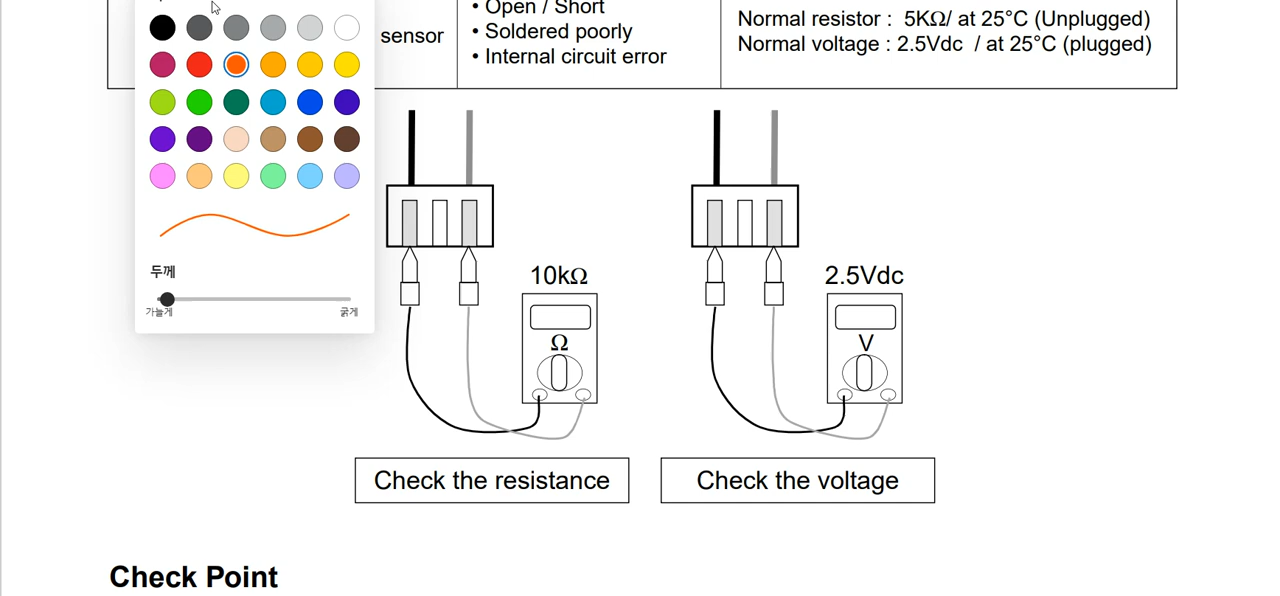 • Open / Short
sensor
• Soldered poorly
• Internal circuit error
Normal resistor : 5KΩ/ at 25°C (Unplugged)
Normal voltage : 2.5Vdc / at 25°C (plugged)
두께
가늘게
굵게
10kΩ
Ω
2.5Vdc
V
Check the resistance
Check the voltage
Check Point